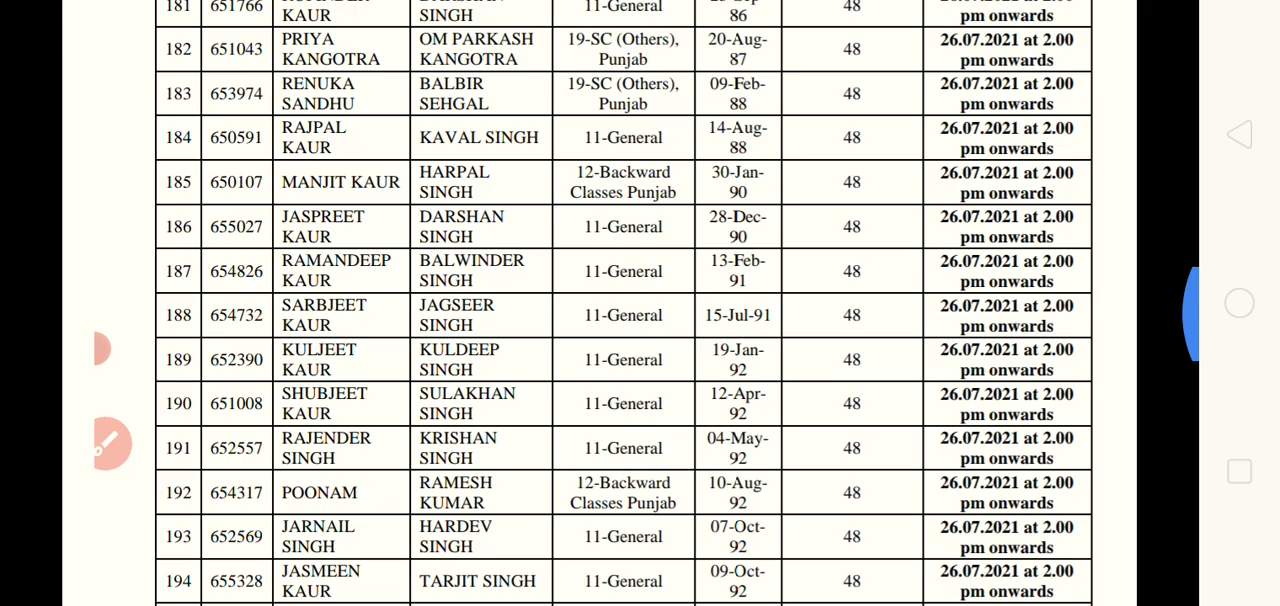 181 651766 KAUR SINGH 11-General 86 48 pm onwards
182 651043 PRIYA KANGOTRA OM PARKASH KANGOTRA 19-SC (Others), Punjab 20-Aug-87 48 26.07.2021 at 2.00 pm onwards
183 653974 RENUKA SANDHU BALBIR SEHGAL 19-SC (Others), Punjab 09-Feb-88 48 26.07.2021 at 2.00 pm onwards
184 650591 RAJPAL KAUR KAVAL SINGH 11-General 14-Aug-88 48 26.07.2021 at 2.00 pm onwards
185 650107 MANJIT KAUR HARPAL SINGH 12-Backward Classes Punjab 30-Jan-90 48 26.07.2021 at 2.00 pm onwards
186 655027 JASPREET KAUR DARSHAN SINGH 11-General 28-Dec-90 48 26.07.2021 at 2.00 pm onwards
187 654826 RAMANDEEP KAUR BALWINDER SINGH 11-General 13-Feb-91 48 26.07.2021 at 2.00 pm onwards
188 654732 SARBJEET KAUR JAGSEER SINGH 11-General 15-Jul-91 48 26.07.2021 at 2.00 pm onwards
189 652390 KULJEET KAUR KULDEEP SINGH 11-General 19-Jan-92 48 26.07.2021 at 2.00 pm onwards
190 651008 SHUBJEET KAUR SULAKHAN SINGH 11-General 12-Apr-92 48 26.07.2021 at 2.00 pm onwards
191 652557 RAJENDER SINGH KRISHAN SINGH 11-General 04-May-92 48 26.07.2021 at 2.00 pm onwards
192 654317 POONAM RAMESH KUMAR 12-Backward Classes Punjab 10-Aug-92 48 26.07.2021 at 2.00 pm onwards
193 652569 JARNAIL SINGH HARDEV SINGH 11-General 07-Oct-92 48 26.07.2021 at 2.00 pm onwards
194 655328 JASMEEN KAUR TARJIT SINGH 11-General 09-Oct-92 48 26.07.2021 at 2.00 pm onwards